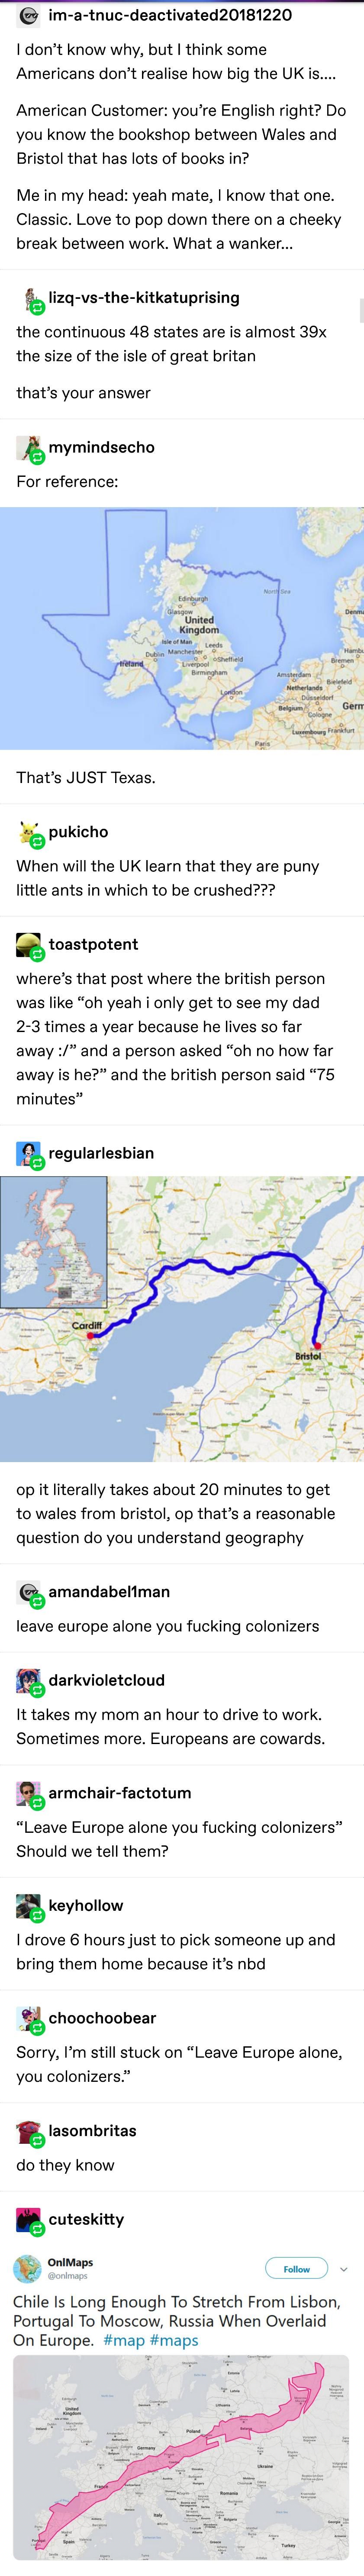 im-a-tnuc-deactivated20181220
I don't know why, but I think some
Americans don't realise how big the UK is....
American Customer: you're English right? Do
you know the bookshop between Wales and
Bristol that has lots of books in?
Me in my head: yeah mate, I know that one.
Classic. Love to pop down there on a cheeky
break between work. What a wanker...
lizq-vs-the-kitkatuprising
the continuous 48 states are is almost 39x
the size of the isle of great britan
that's your answer
mymindsecho
For reference:
North Sea
Edinburgh
Glasgow
United
Kingdom
Denma
Isle of Man
Leeds
Dublin
Manchester
Hambu
Ireland
Liverpool
Sheffield
Bremen
Birmingham
Amsterdam
Bielefeld
London
Netherlands
Düsseldorf
Belgium
Cologne
Germ
Luxembourg
Frankfurt
Paris
That's JUST Texas.
pukicho
When will the UK learn that they are puny
little ants in which to be crushed???
toastpotent
where's that post where the british person
was like “oh yeah i only get to see my dad
2-3 times a year because he lives so far
away :/” and a person asked “oh no how far
away is he?” and the british person said “75
minutes”
regularlesbian
Cardiff
Bristol
op it literally takes about 20 minutes to get
to wales from bristol, op that's a reasonable
question do you understand geography
amandabel1man
leave europe alone you fucking colonizers
darkvioletcloud
It takes my mom an hour to drive to work.
Sometimes more. Europeans are cowards.
armchair-factotum
“Leave Europe alone you fucking colonizers”
Should we tell them?
keyhollow
I drove 6 hours just to pick someone up and
bring them home because it's nbd
choochoobear
Sorry, I'm still stuck on “Leave Europe alone,
you colonizers.”
lasombritas
do they know
cuteskitty
OnlMaps
@onlmaps
Follow
Chile Is Long Enough To Stretch From Lisbon,
Portugal To Moscow, Russia When Overlaid
On Europe. #map #maps
United
Kingdom
Poland
Germany
Ukraine
France
Romania
Italy
Spain
Turkey